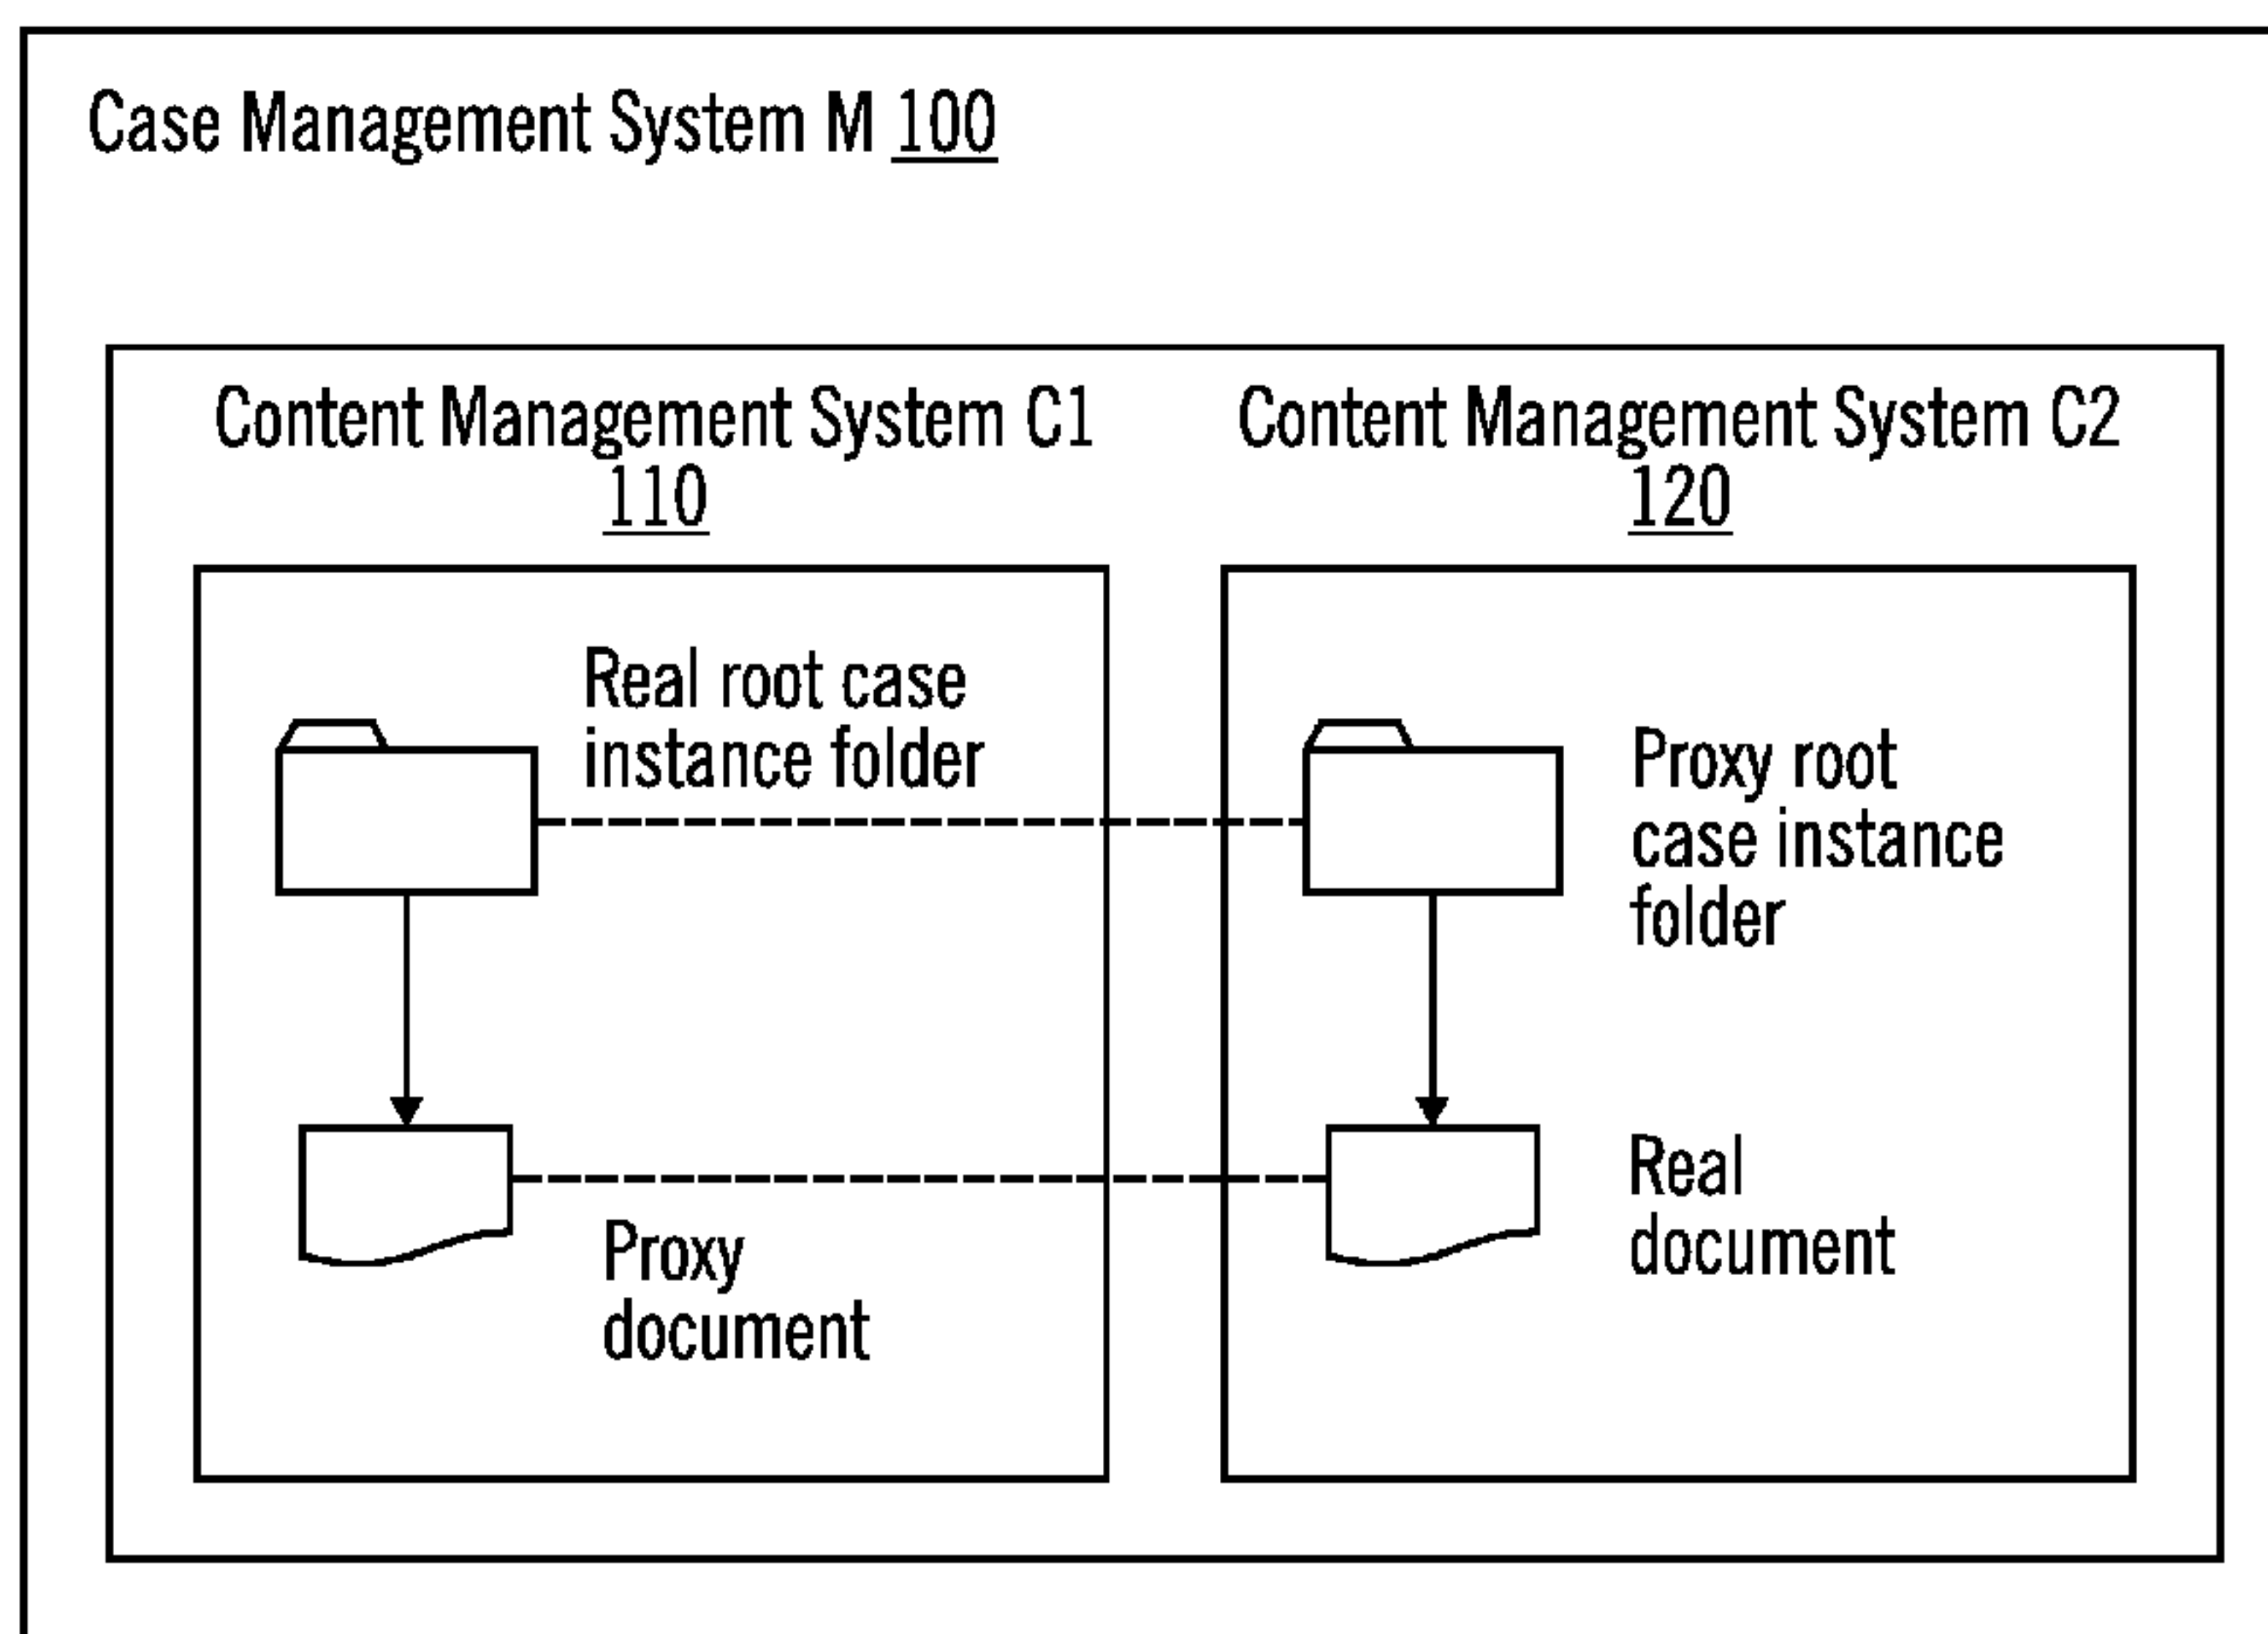 Case Management System M 100
Content Management System C1
110
Content Management System C2
120
Real root case
instance folder
Proxy root
case instance
folder
Proxy
document
Real
document